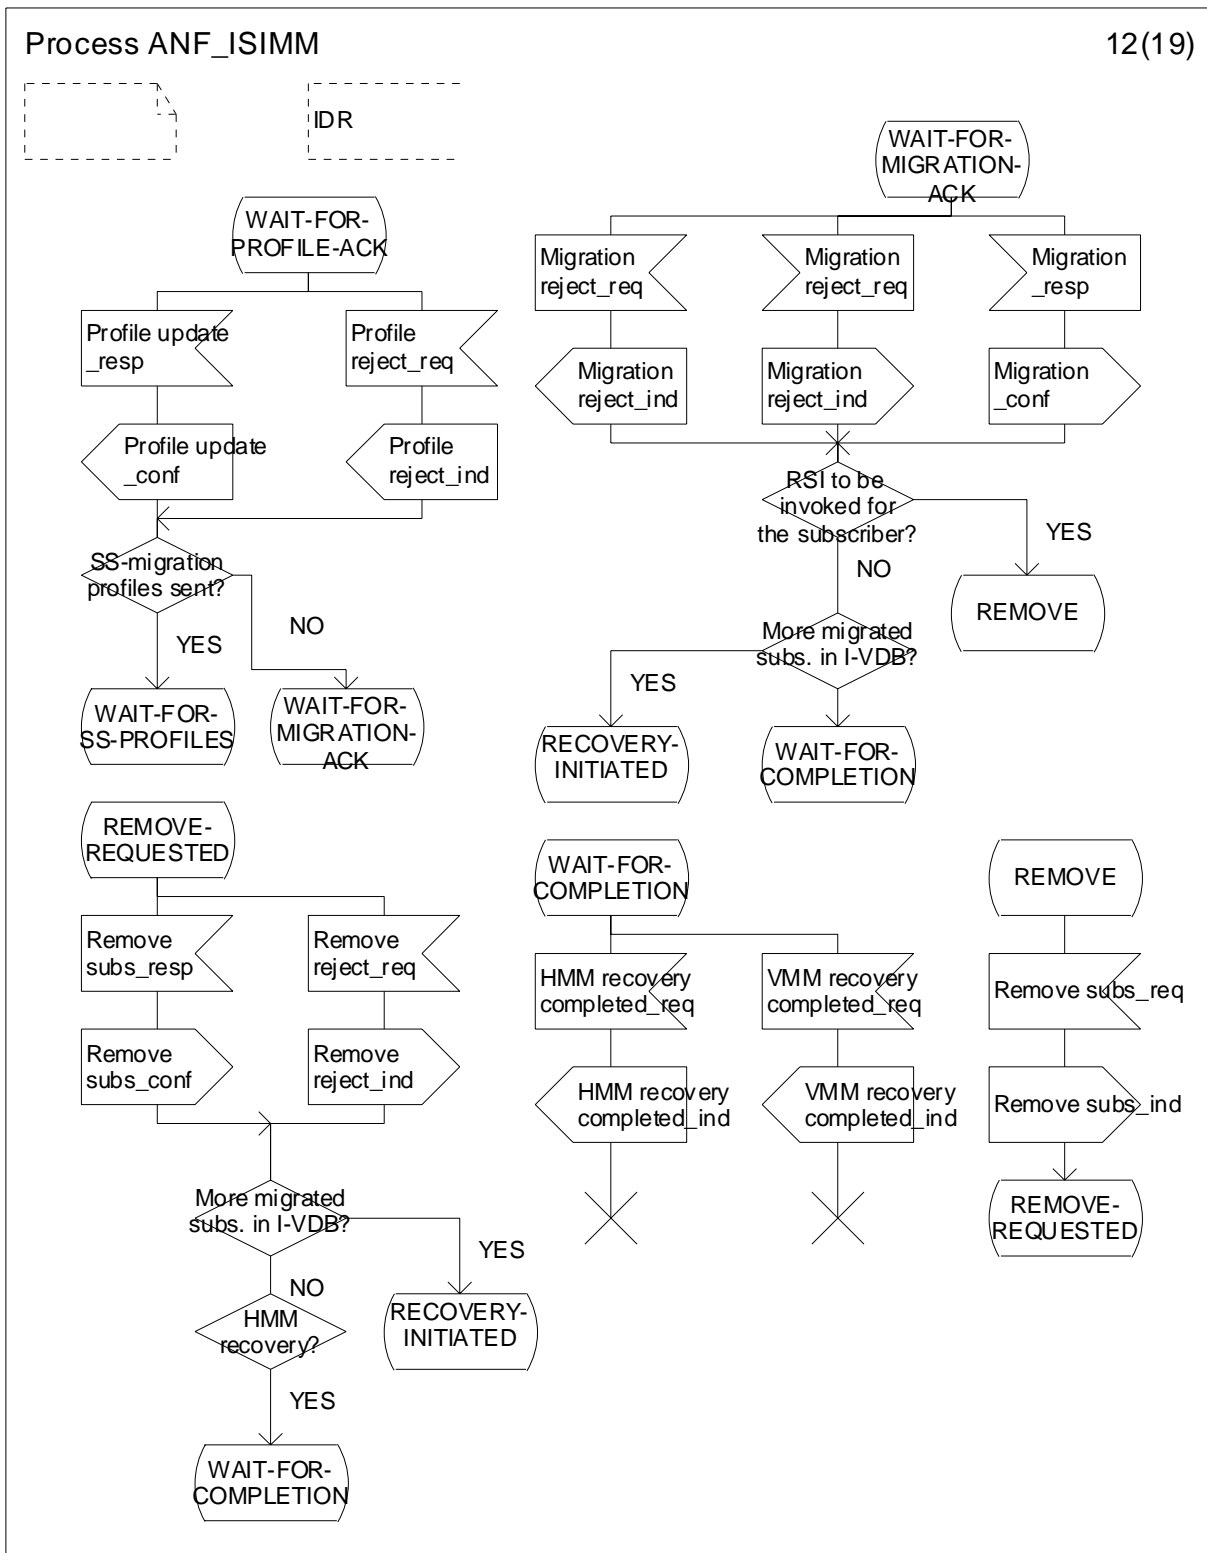 Process ANF_ISIMM
12(19)
IDR
WAIT-FOR-
PROFILE-ACK
Profile update
_resp
Profile
reject_req
Profile update
_conf
Profile
reject_ind
SS-migration
profiles sent?
YES
NO
WAIT-FOR-
SS-PROFILES
WAIT-FOR-
MIGRATION-
ACK
WAIT-FOR-
MIGRATION-
ACK
Migration
reject_req
Migration
reject_req
Migration
_resp
Migration
reject_ind
Migration
reject_ind
Migration
_conf
RSI to be
invoked for
the subscriber?
YES
NO
REMOVE
More migrated
subs. in I-VDB?
YES
RECOVERY-
INITIATED
WAIT-FOR-
COMPLETION
REMOVE-
REQUESTED
Remove
subs_resp
Remove
reject_req
Remove
subs_conf
Remove
reject_ind
More migrated
subs. in I-VDB?
YES
NO
RECOVERY-
INITIATED
HMM
recovery?
YES
WAIT-FOR-
COMPLETION
WAIT-FOR-
COMPLETION
HMM recovery
completed_req
VMM recovery
completed_req
HMM recovery
completed_ind
VMM recovery
completed_ind
REMOVE
Remove subs_req
Remove subs_ind
REMOVE-
REQUESTED